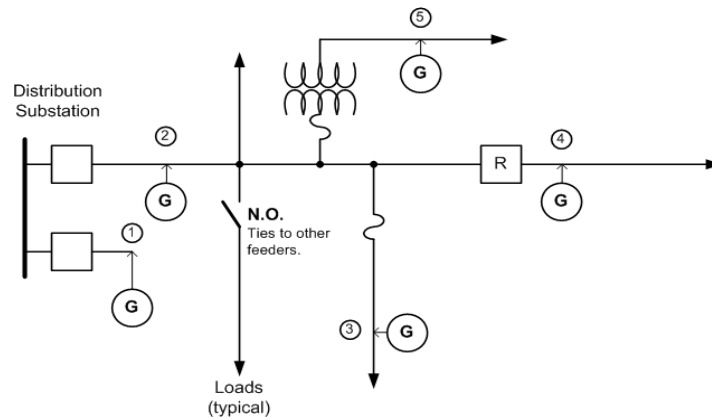 5
G
Distribution
Substation
2
4
R
G
G
N.O.
Ties to other
feeders.
1
G
3
G
Loads
(typical)